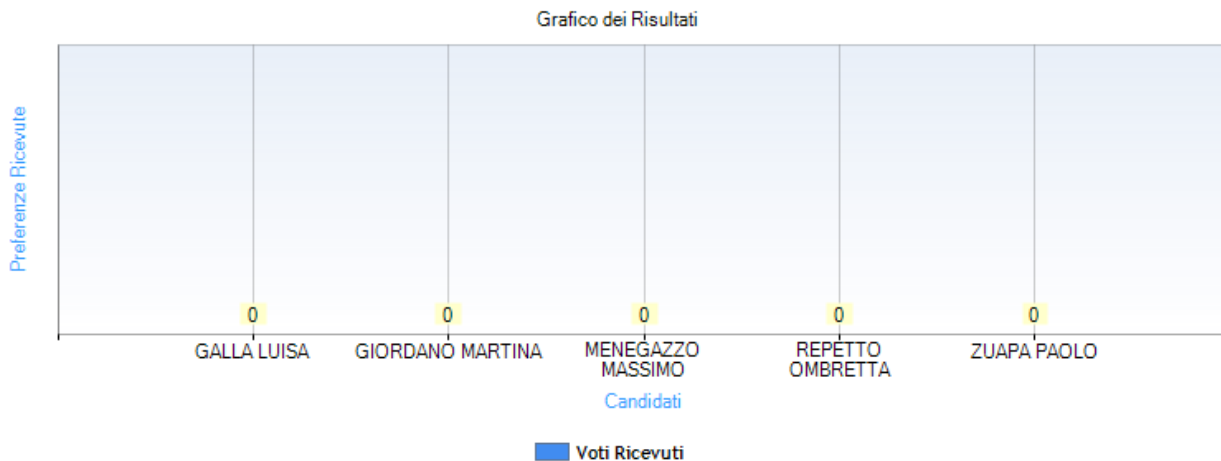 Grafico dei Risultati
Preferenze Ricevute
0 0 0 0 0
GALLA LUISA GIORDANO MARTINA MENEGAZZO MASSIMO REPETTO OMBRETTA ZUAPA PAOLO
Candidati
Voti Ricevuti